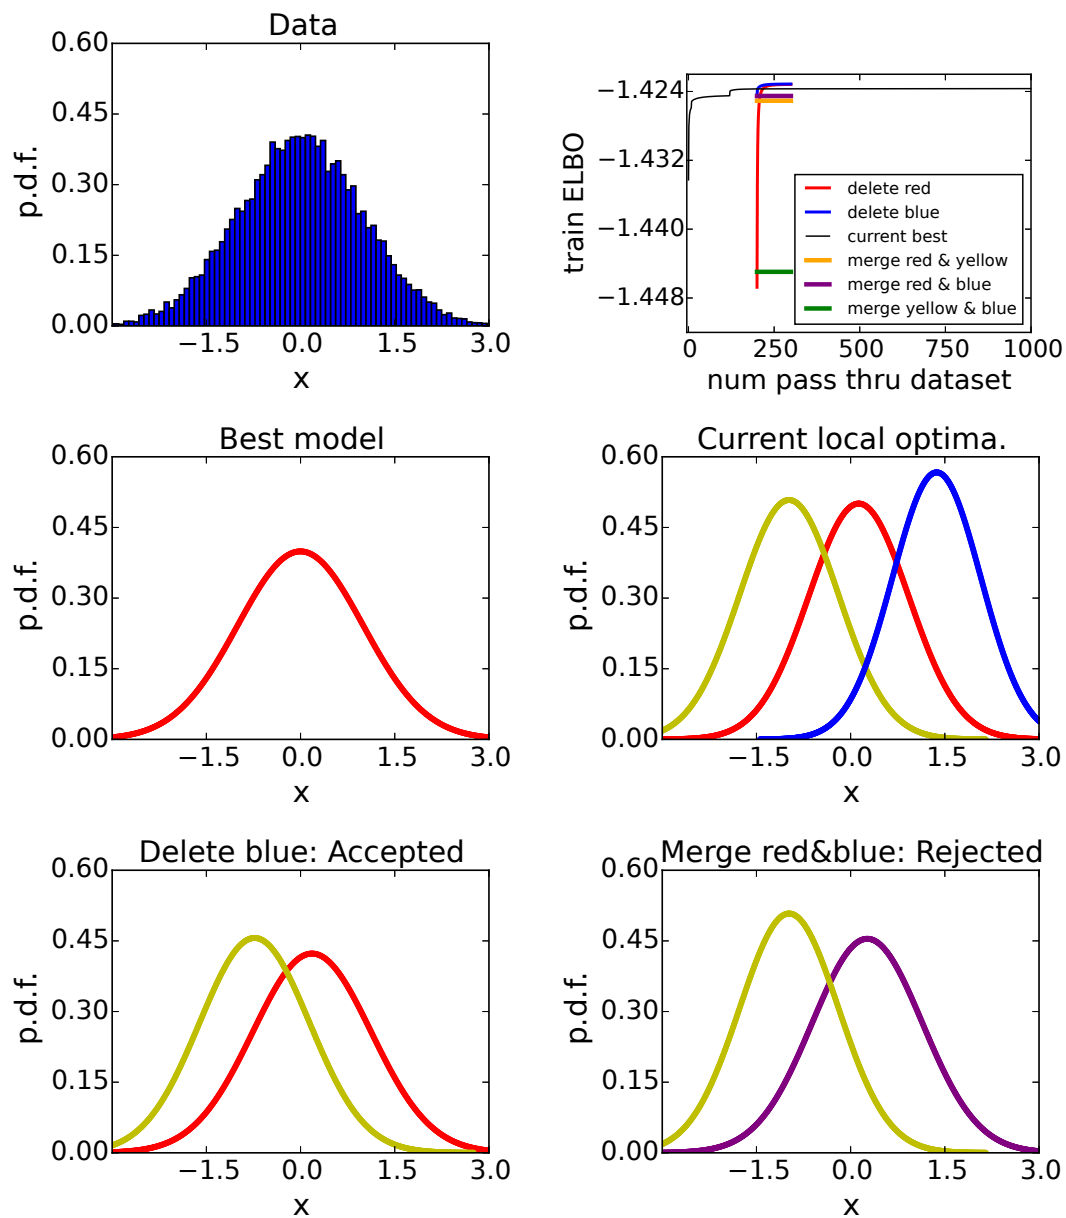 Data
0.60
0.45
0.30
0.15
0.00
p.d.f.
−1.5
0.0
1.5
3.0
x
−1.424
−1.432
−1.440
−1.448
train ELBO
delete red
delete blue
current best
merge red & yellow
merge red & blue
merge yellow & blue
0
250
500
750
1000
num pass thru dataset
Best model
0.60
0.45
0.30
0.15
0.00
p.d.f.
−1.5
0.0
1.5
3.0
x
Current local optima.
0.60
0.45
0.30
0.15
0.00
p.d.f.
−1.5
0.0
1.5
3.0
x
Delete blue: Accepted
0.60
0.45
0.30
0.15
0.00
p.d.f.
−1.5
0.0
1.5
3.0
x
Merge red&blue: Rejected
0.60
0.45
0.30
0.15
0.00
p.d.f.
−1.5
0.0
1.5
3.0
x